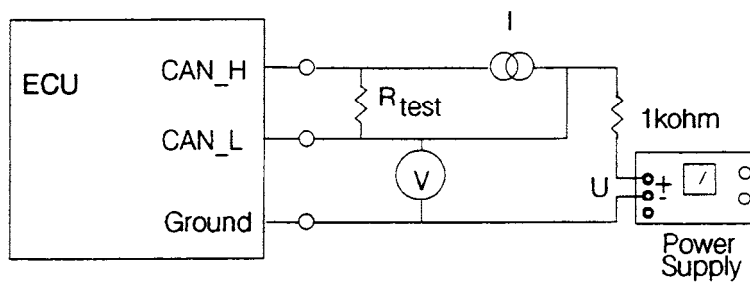 I
CAN_H
ECU
R_test
1kohm
CAN_L
V
U
+
-
Ground
Power
Supply